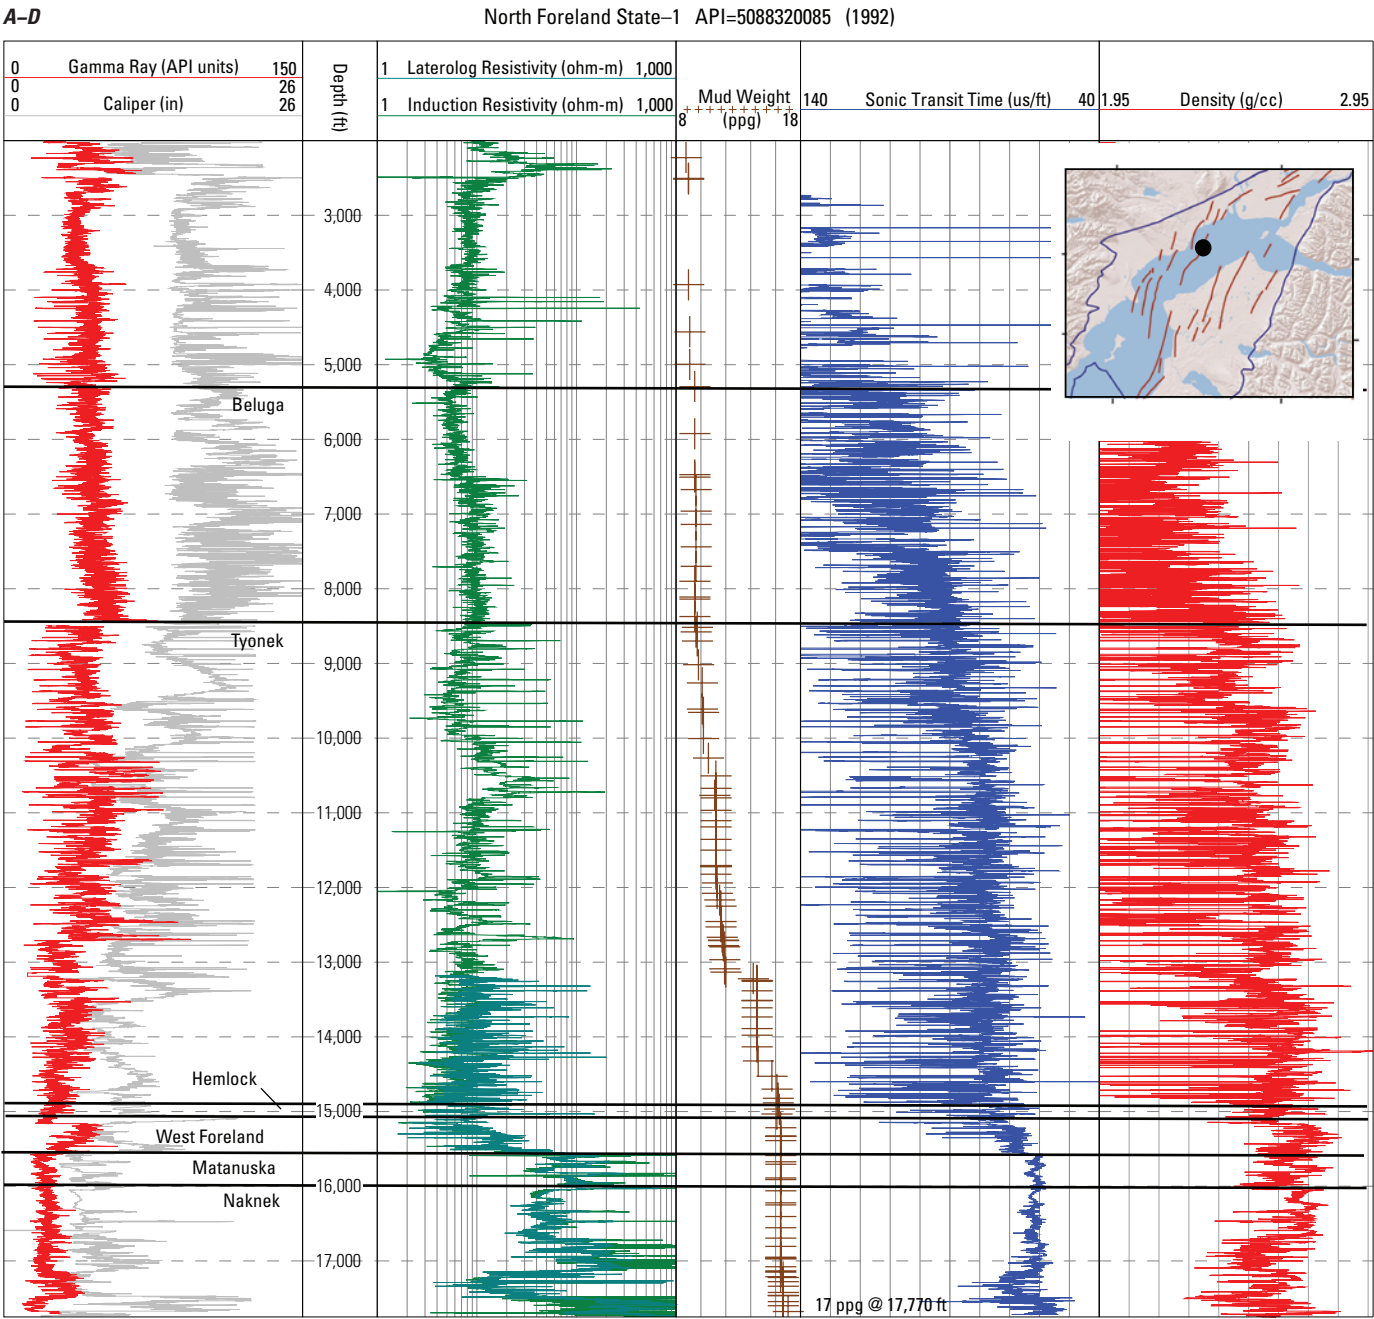 A–D
North Foreland State–1 API=5088320085 (1992)
0 Gamma Ray (API units) 150
0 26
0 Caliper (in) 26
Depth (ft)
1 Laterolog Resistivity (ohm-m) 1,000
1 Induction Resistivity (ohm-m) 1,000
Mud Weight
(ppg)
8 18
140 Sonic Transit Time (us/ft) 40
1.95 Density (g/cc) 2.95
3,000
4,000
5,000
Beluga
6,000
7,000
8,000
Tyonek
9,000
10,000
11,000
12,000
13,000
14,000
Hemlock
15,000
West Foreland
Matanuska
16,000
Naknek
17,000
17 ppg @ 17,770 ft